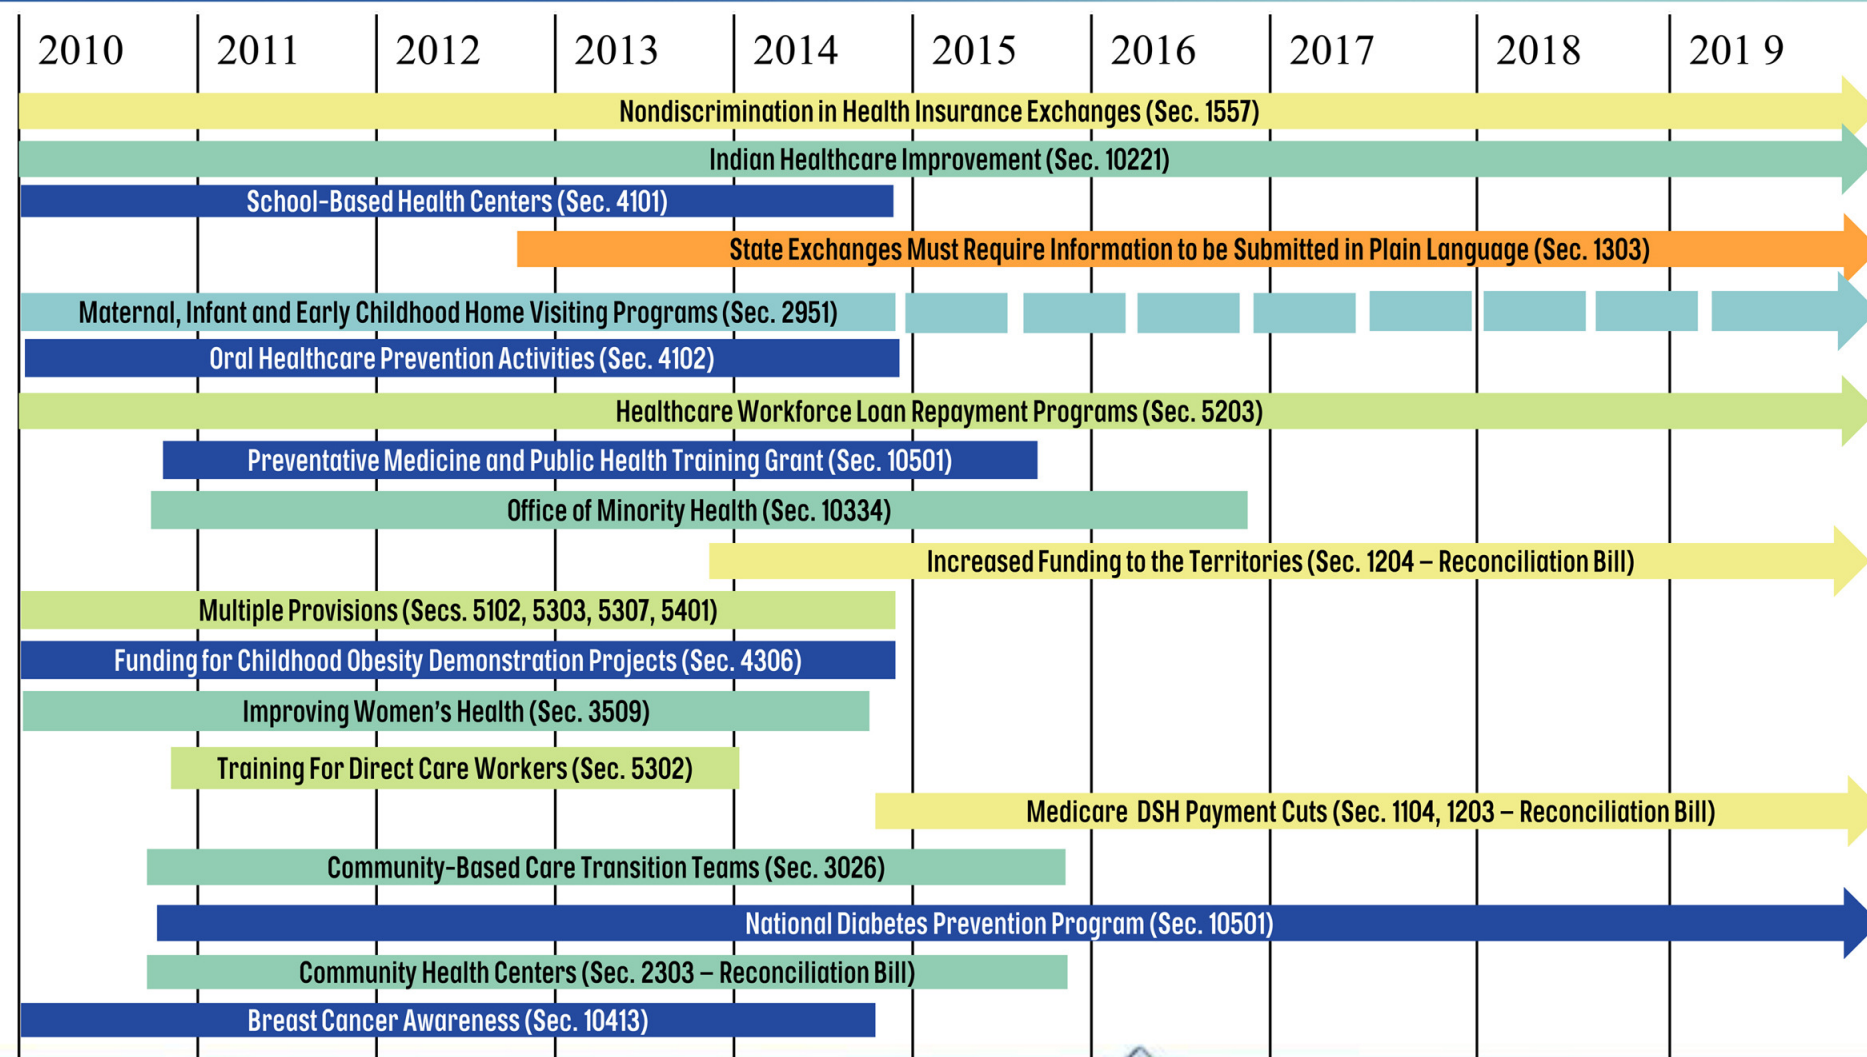 2010 2011 2012 2013 2014 2015 2016 2017 2018 201 9
Nondiscrimination in Health Insurance Exchanges (Sec. 1557)
Indian Healthcare Improvement (Sec. 10221)
School-Based Health Centers (Sec. 4101)
State Exchanges Must Require Information to be Submitted in Plain Language (Sec. 1303)
Maternal, Infant and Early Childhood Home Visiting Programs (Sec. 2951)
Oral Healthcare Prevention Activities (Sec. 4102)
Healthcare Workforce Loan Repayment Programs (Sec. 5203)
Preventative Medicine and Public Health Training Grant (Sec. 10501)
Office of Minority Health (Sec. 10334)
Increased Funding to the Territories (Sec. 1204 – Reconciliation Bill)
Multiple Provisions (Secs. 5102, 5303, 5307, 5401)
Funding for Childhood Obesity Demonstration Projects (Sec. 4306)
Improving Women's Health (Sec. 3509)
Training For Direct Care Workers (Sec. 5302)
Medicare DSH Payment Cuts (Sec. 1104, 1203 – Reconciliation Bill)
Community-Based Care Transition Teams (Sec. 3026)
National Diabetes Prevention Program (Sec. 10501)
Community Health Centers (Sec. 2303 – Reconciliation Bill)
Breast Cancer Awareness (Sec. 10413)